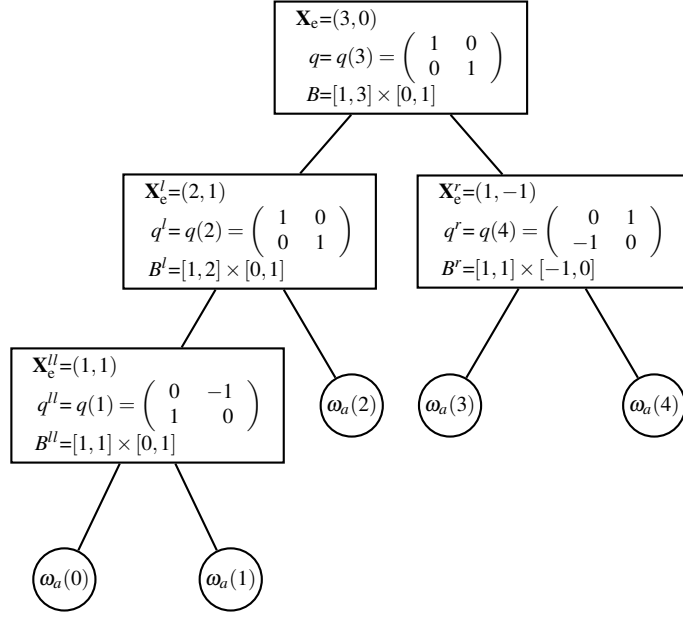 X_e=(3,0)
q= q(3) = ( 1 0
0 1 )
B=[1,3] × [0,1]
X_e^l=(2,1)
q^l= q(2) = ( 1 0
0 1 )
B^l=[1,2] × [0,1]
X_e^r=(1,−1)
q^r= q(4) = ( 0 1
−1 0 )
B^r=[1,1] × [−1,0]
X_e^{ll}=(1,1)
q^{ll}= q(1) = ( 0 −1
1 0 )
B^{ll}=[1,1] × [0,1]
ω_a(2)
ω_a(3)
ω_a(4)
ω_a(0)
ω_a(1)